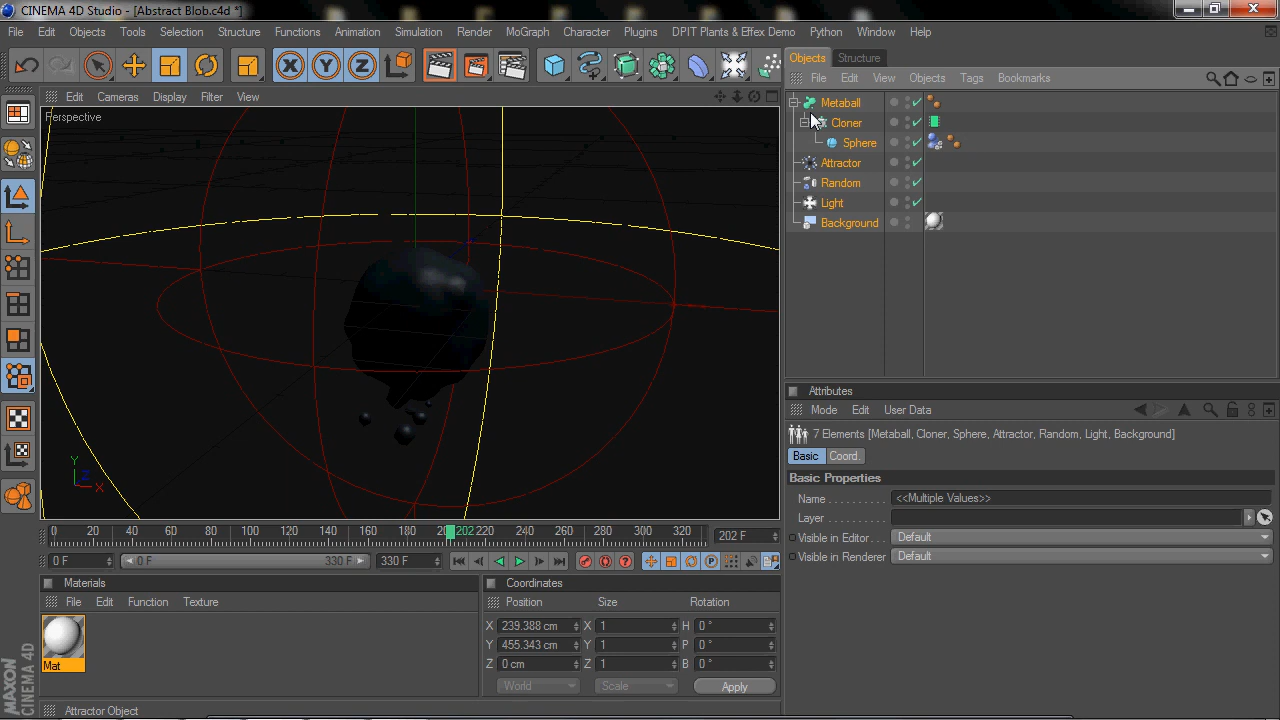 CINEMA 4D Studio - [Abstract Blob.c4d *]
File Edit Objects Tools Selection Structure Functions Animation Simulation Render MoGraph Character Plugins DPIT Plants & Effex Demo Python Window Help
Objects Structure
File Edit View Objects Tags Bookmarks
Edit Cameras Display Filter View
Perspective
Metaball
Cloner
Sphere
Attractor
Random
Light
Background
Attributes
Mode Edit User Data
7 Elements [Metaball, Cloner, Sphere, Attractor, Random, Light, Background]
Basic Coord.
Basic Properties
Name <<Multiple Values>>
Layer
Visible in Editor Default
Visible in Renderer Default
X Y Z
Y
Z
X
0 20 40 60 80 100 120 140 160 180 202 220 240 260 280 300 320 202 F
0 F 0 F 330 F 330 F
Materials
File Edit Function Texture
Mat
Coordinates
Position Size Rotation
X 239.388 cm X 1 H 0 °
Y 455.343 cm Y 1 P 0 °
Z 0 cm Z 1 B 0 °
World Scale Apply
MAXON
CINEMA 4D
Attractor Object